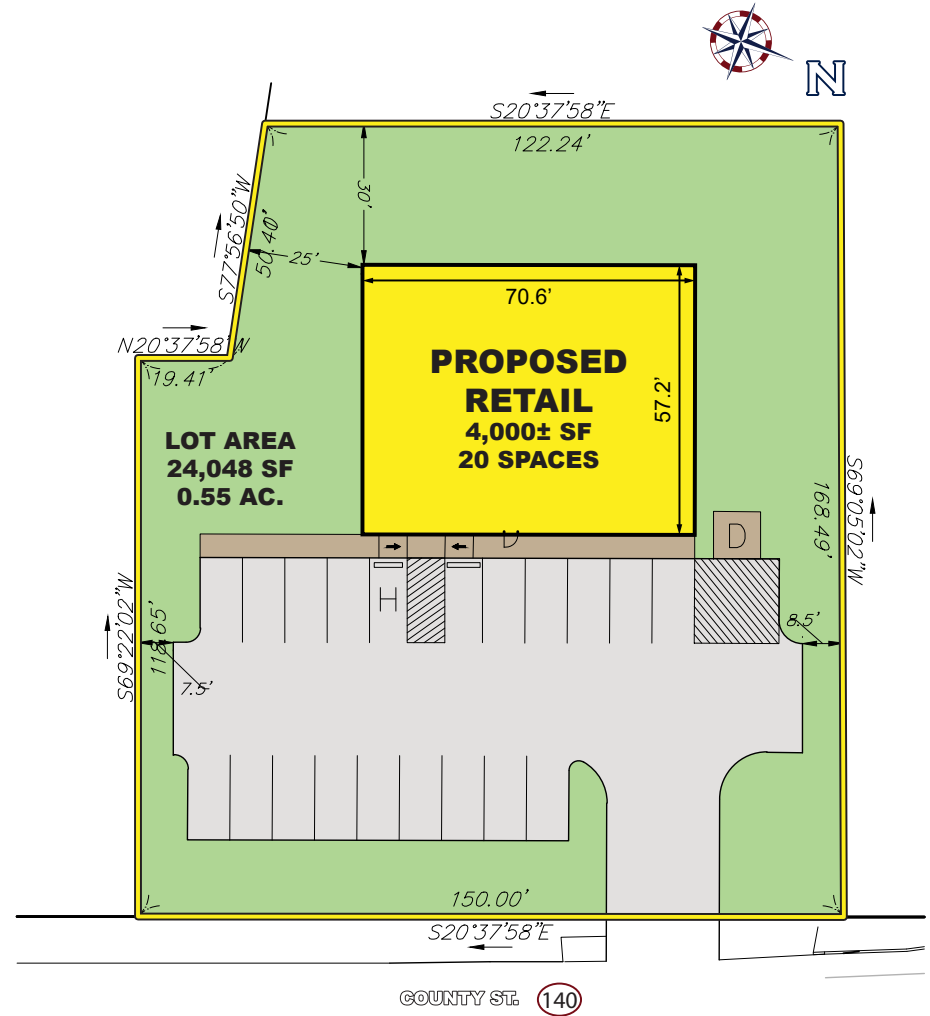 N
S20°37'58"E
122.24'
S77°56'50"W
50.40'
30'
25'
70.6'
57.2'
N20°37'58"W
19.41'
PROPOSED
RETAIL
4,000± SF
20 SPACES
LOT AREA
24,048 SF
0.55 AC.
S69°05'02"W
168.49'
D
H
S69°22'02"W
118.65'
7.5'
8.5'
150.00'
S20°37'58"E
COUNTY ST. 140